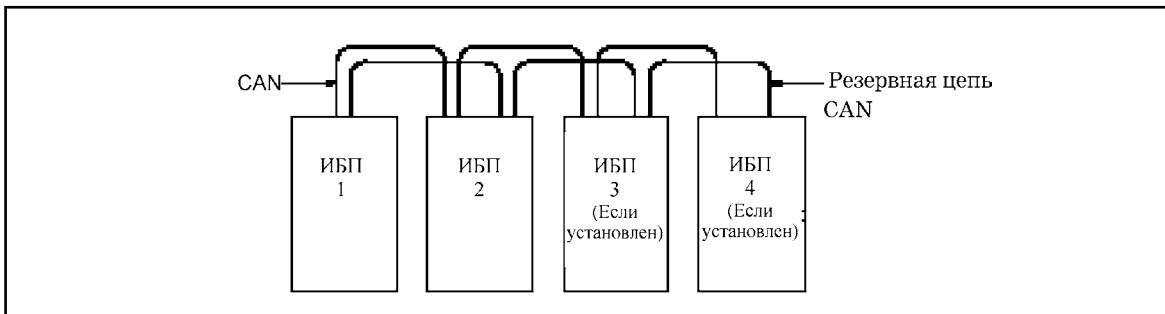 CAN
Резервная цепь
CAN
ИБП
1
ИБП
2
ИБП
3
(Если
установлен)
ИБП
4
(Если
установлен)